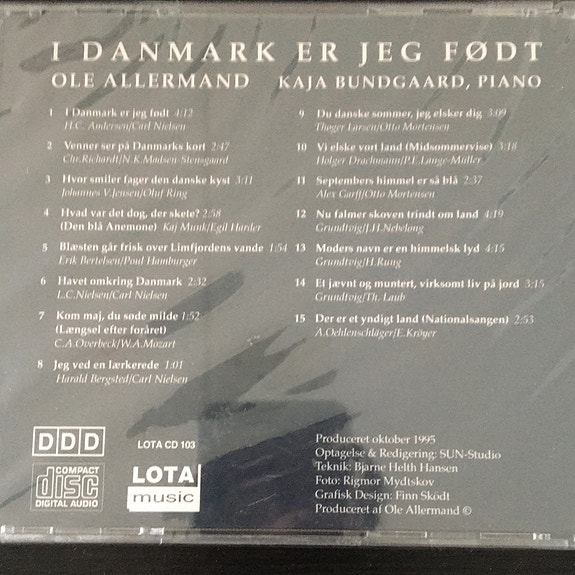 I DANMARK ER JEG FØDT
OLE ALLERMAND KAJA BUNDGAARD, PIANO
1 I Danmark er jeg født 4:12
H.C. Andersen/Carl Nielsen
2 Venner ser på Danmarks kort 2:47
Chr.Richardt/N.K.Madsen-Stensgaard
3 Hvor smiler fager den danske kyst 3:11
Johannes V.Jensen/Oluf Ring
4 Hvad var det dog, der skete? 2:58
(Den blå Anemone) Kaj Munk/Egil Harder
5 Blæsten går frisk over Limfjordens vande 1:54
Erik Bertelsen/Poul Hamburger
6 Havet omkring Danmark 2:32
L.C.Nielsen/Carl Nielsen
7 Kom maj, du søde milde 1:52
(Længsel efter foråret)
C.A.Overbeck/W.A.Mozart
8 Jeg ved en lærkerede 1:01
Harald Bergsted/Carl Nielsen
9 Du danske sommer, jeg elsker dig 3:09
Thøger Larsen/Otto Mortensen
10 Vi elske vort land (Midsommervise) 3:18
Holger Drachmann/P.E.Lange-Müller
11 Septembers himmel er så blå 2:37
Alex Garff/Otto Mortensen
12 Nu falmer skoven trindt om land 4:19
Grundtvig/J.H.Nebelong
13 Moders navn er en himmelsk lyd 4:15
Grundtvig/H.Rung
14 Et jævnt og muntert, virksomt liv på jord 3:15
Grundtvig/Th. Laub
15 Der er et yndigt land (Nationalsangen) 2:53
A.Oehlenschläger/E.Krøyer
DDD
LOTA CD 103
COMPACT
disc
DIGITAL AUDIO
LOTA
music
Produceret oktober 1995
Optagelse & Redigering: SUN-Studio
Teknik: Bjarne Helth Hansen
Foto: Rigmor Mydtskov
Grafisk Design: Finn Sködt
Produceret af Ole Allermand ©